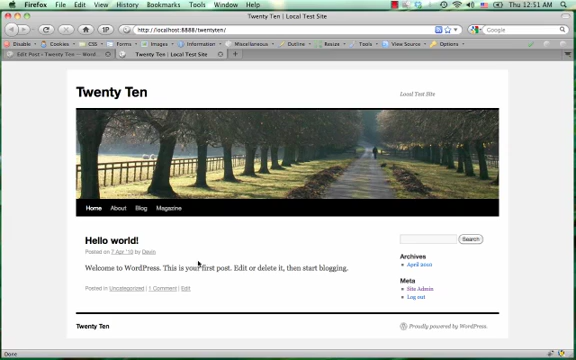 Firefox File Edit View History Bookmarks Tools Window Help Thu 12:51 AM
Twenty Ten | Local Test Site
http://localhost:8888/twentyten/
Google
Disable Cookies CSS Forms Images Information Miscellaneous Outline Resize Tools View Source Options
Edit Post ‹ Twenty Ten — Word...
Twenty Ten | Local Test Site
Twenty Ten
Local Test Site
Home About Blog Magazine
Hello world!
Posted on 7 Apr '10 by Devin
Welcome to WordPress. This is your first post. Edit or delete it, then start blogging.
Posted in Uncategorized | 1 Comment | Edit
Search
Archives
April 2010
Meta
Site Admin
Log out
Twenty Ten
Proudly powered by WordPress.
Done